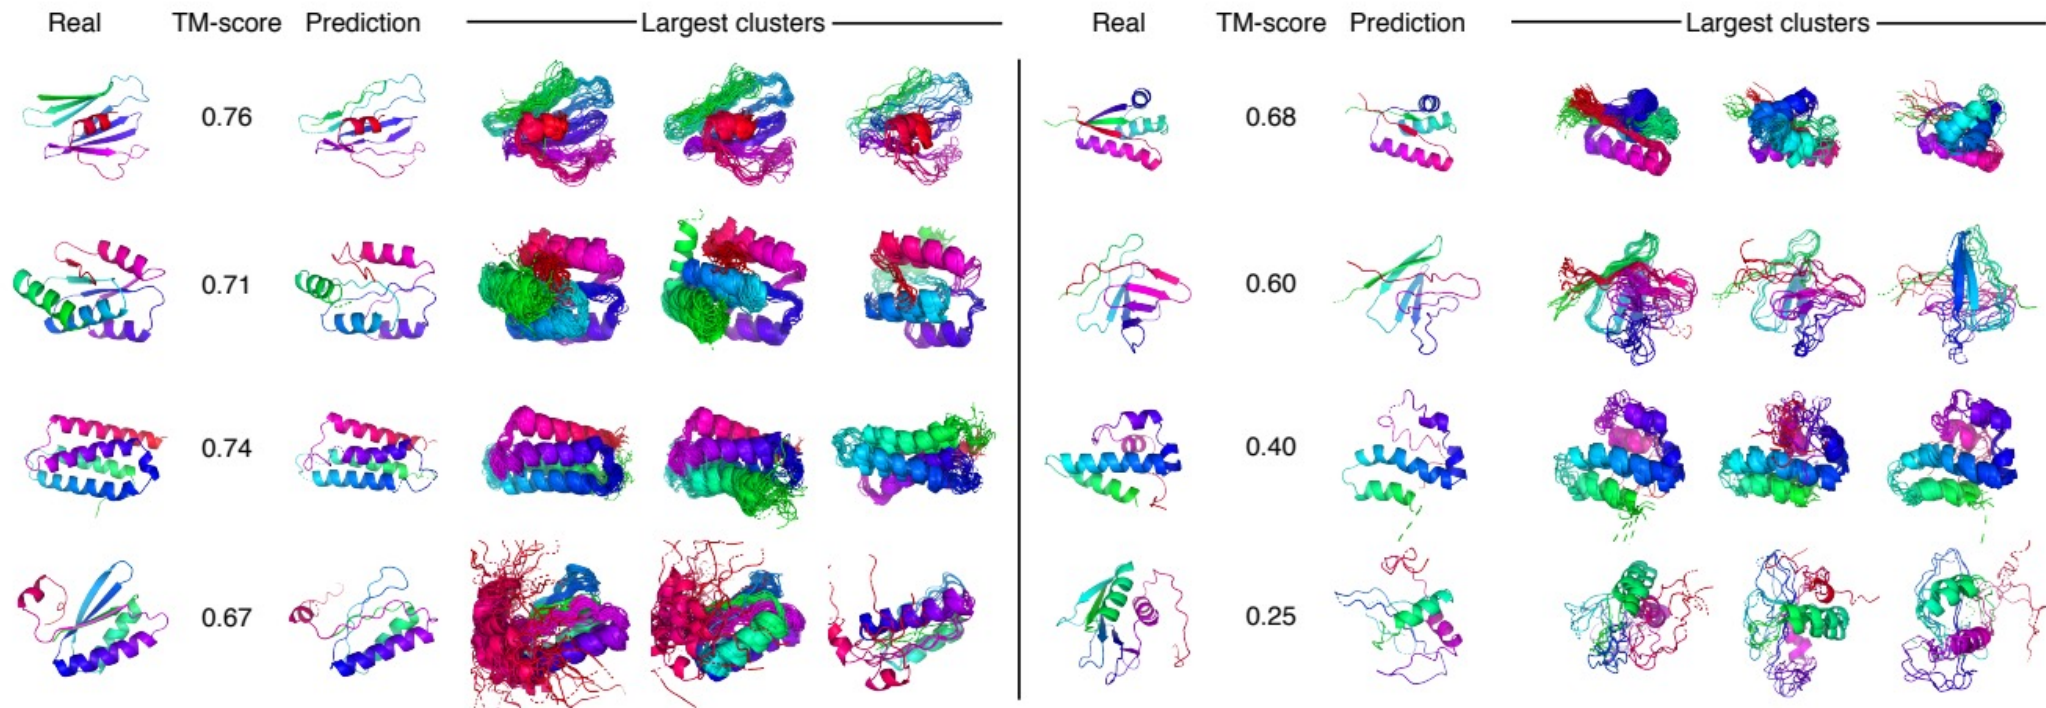 Real TM-score Prediction Largest clusters Real TM-score Prediction Largest clusters
0.76 0.68
0.71 0.60
0.74 0.40
0.67 0.25